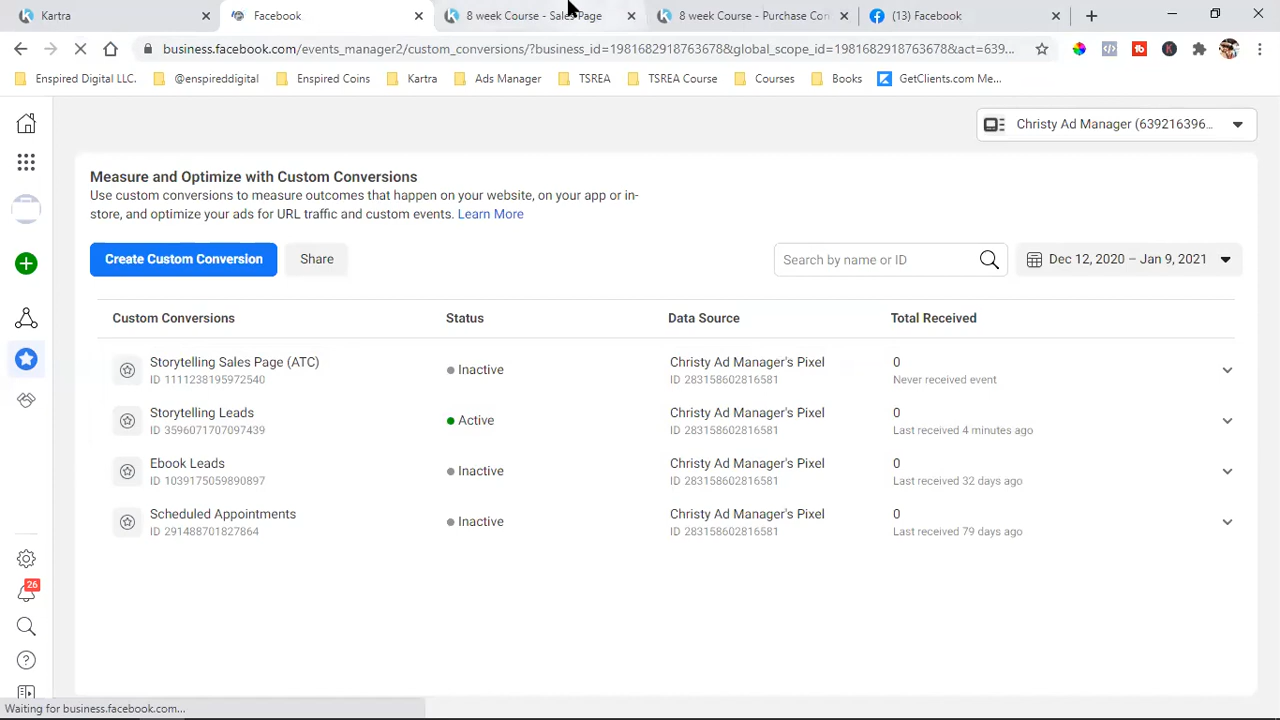 Kartra
Facebook
8 week Course - Sales Page
8 week Course - Purchase Con
(13) Facebook
business.facebook.com/events_manager2/custom_conversions/?business_id=198168291876367​8&global_scope_id=1981682918763678&act=639...
Enspired Digital LLC.
@enspireddigital
Enspired Coins
Kartra
Ads Manager
TSREA
TSREA Course
Courses
Books
GetClients.com Me...
Christy Ad Manager (639216396...
Measure and Optimize with Custom Conversions
Use custom conversions to measure outcomes that happen on your website, on your app or in-
store, and optimize your ads for URL traffic and custom events. Learn More
Create Custom Conversion
Share
Search by name or ID
Dec 12, 2020 – Jan 9, 2021
Custom Conversions
Status
Data Source
Total Received
Storytelling Sales Page (ATC)
ID 1111238195972540
Inactive
Christy Ad Manager's Pixel
ID 283158602816581
0
Never received event
Storytelling Leads
ID 3596071707097439
Active
Christy Ad Manager's Pixel
ID 283158602816581
0
Last received 4 minutes ago
Ebook Leads
ID 1039175059890897
Inactive
Christy Ad Manager's Pixel
ID 283158602816581
0
Last received 32 days ago
Scheduled Appointments
ID 291488701827864
Inactive
Christy Ad Manager's Pixel
ID 283158602816581
0
Last received 79 days ago
26
Waiting for business.facebook.com...